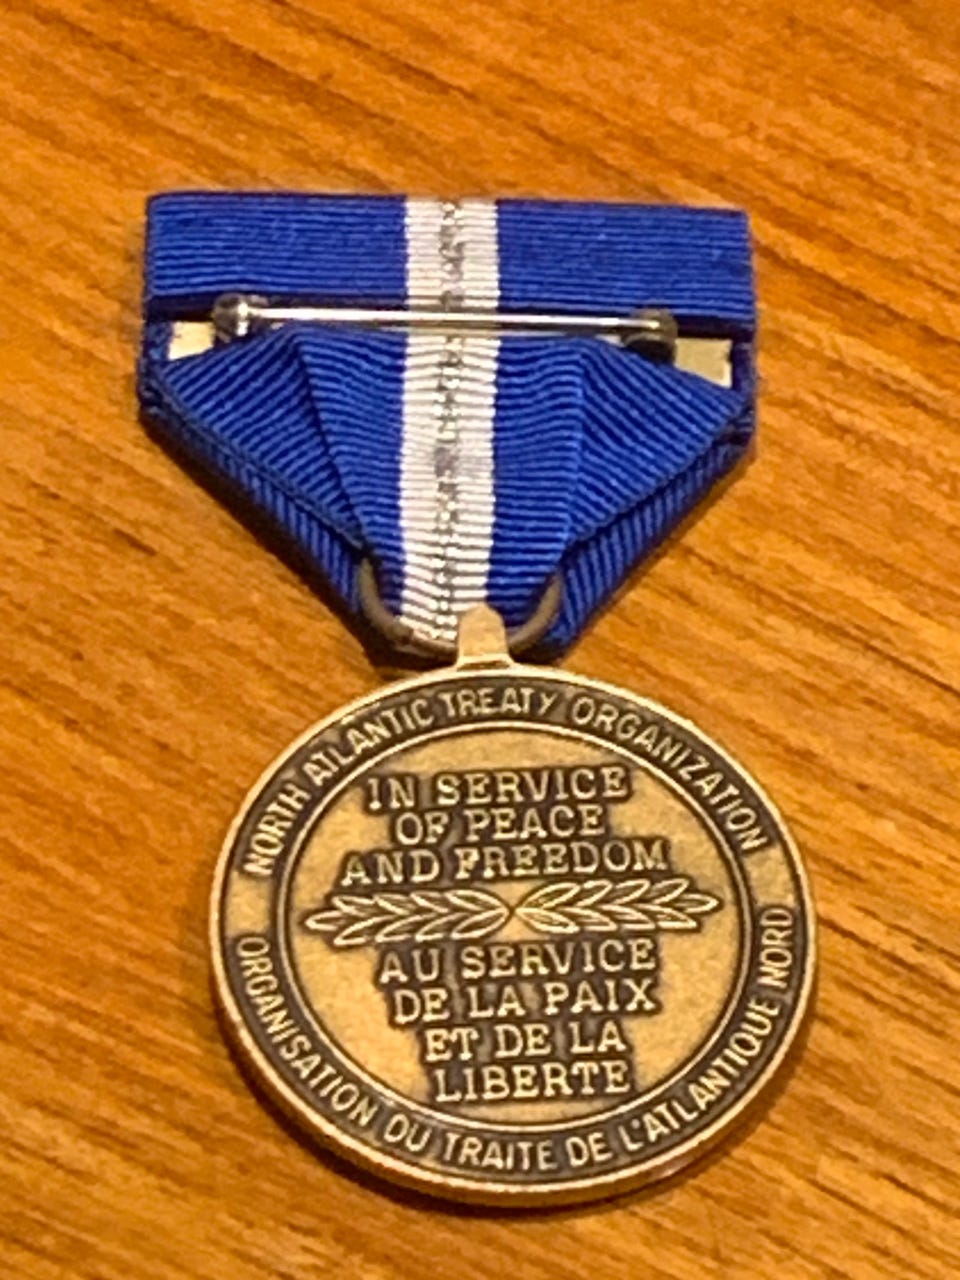 NORTH ATLANTIC TREATY ORGANIZATION
IN SERVICE
OF PEACE
AND FREEDOM
AU SERVICE
DE LA PAIX
ET DE LA
LIBERTE
ORGANISATION DU TRAITE DE L'ATLANTIQUE NORD